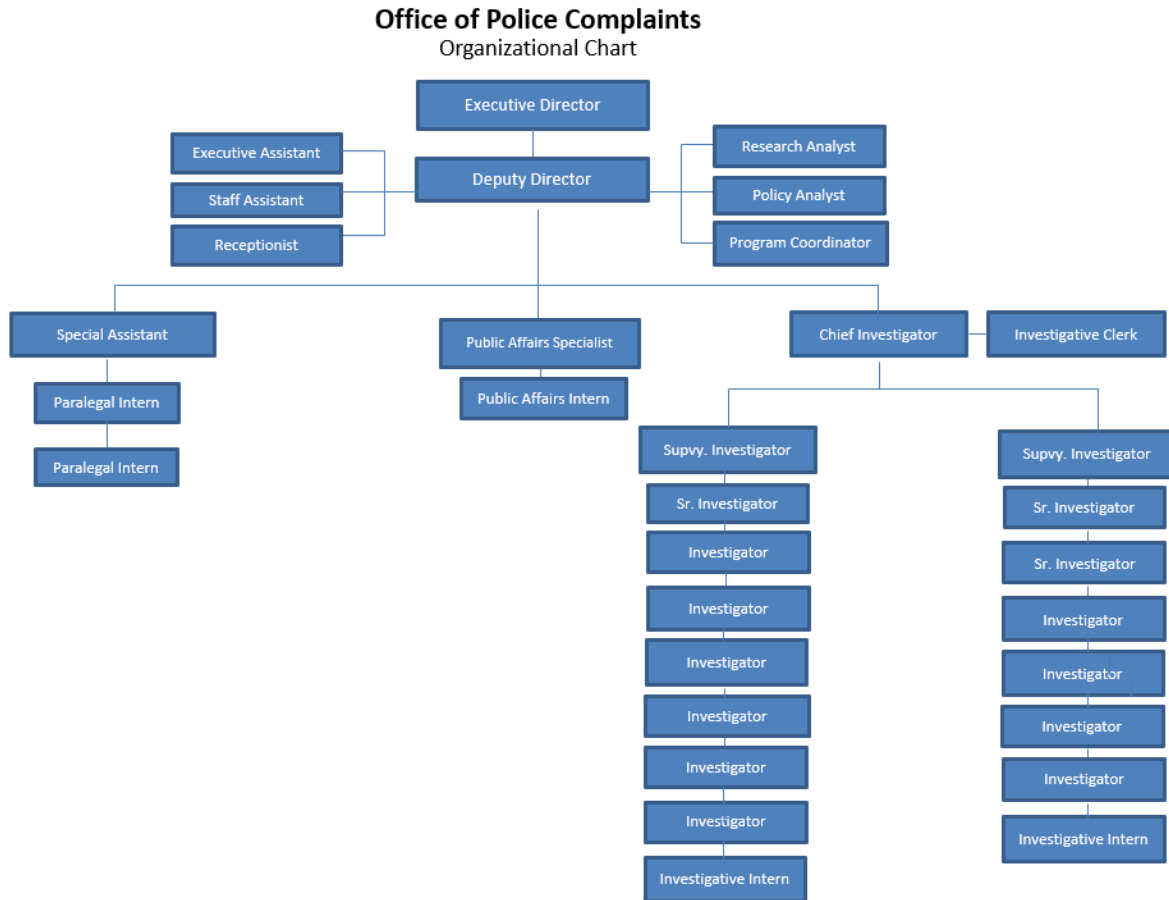 Office of Police Complaints
Organizational Chart
Executive Director
Executive Assistant
Deputy Director
Research Analyst
Staff Assistant
Policy Analyst
Receptionist
Program Coordinator
Special Assistant
Public Affairs Specialist
Chief Investigator
Investigative Clerk
Paralegal Intern
Public Affairs Intern
Paralegal Intern
Supvy. Investigator
Sr. Investigator
Investigator
Investigator
Investigator
Investigator
Investigator
Investigator
Investigative Intern
Supvy. Investigator
Sr. Investigator
Sr. Investigator
Investigator
Investigator
Investigator
Investigator
Investigative Intern